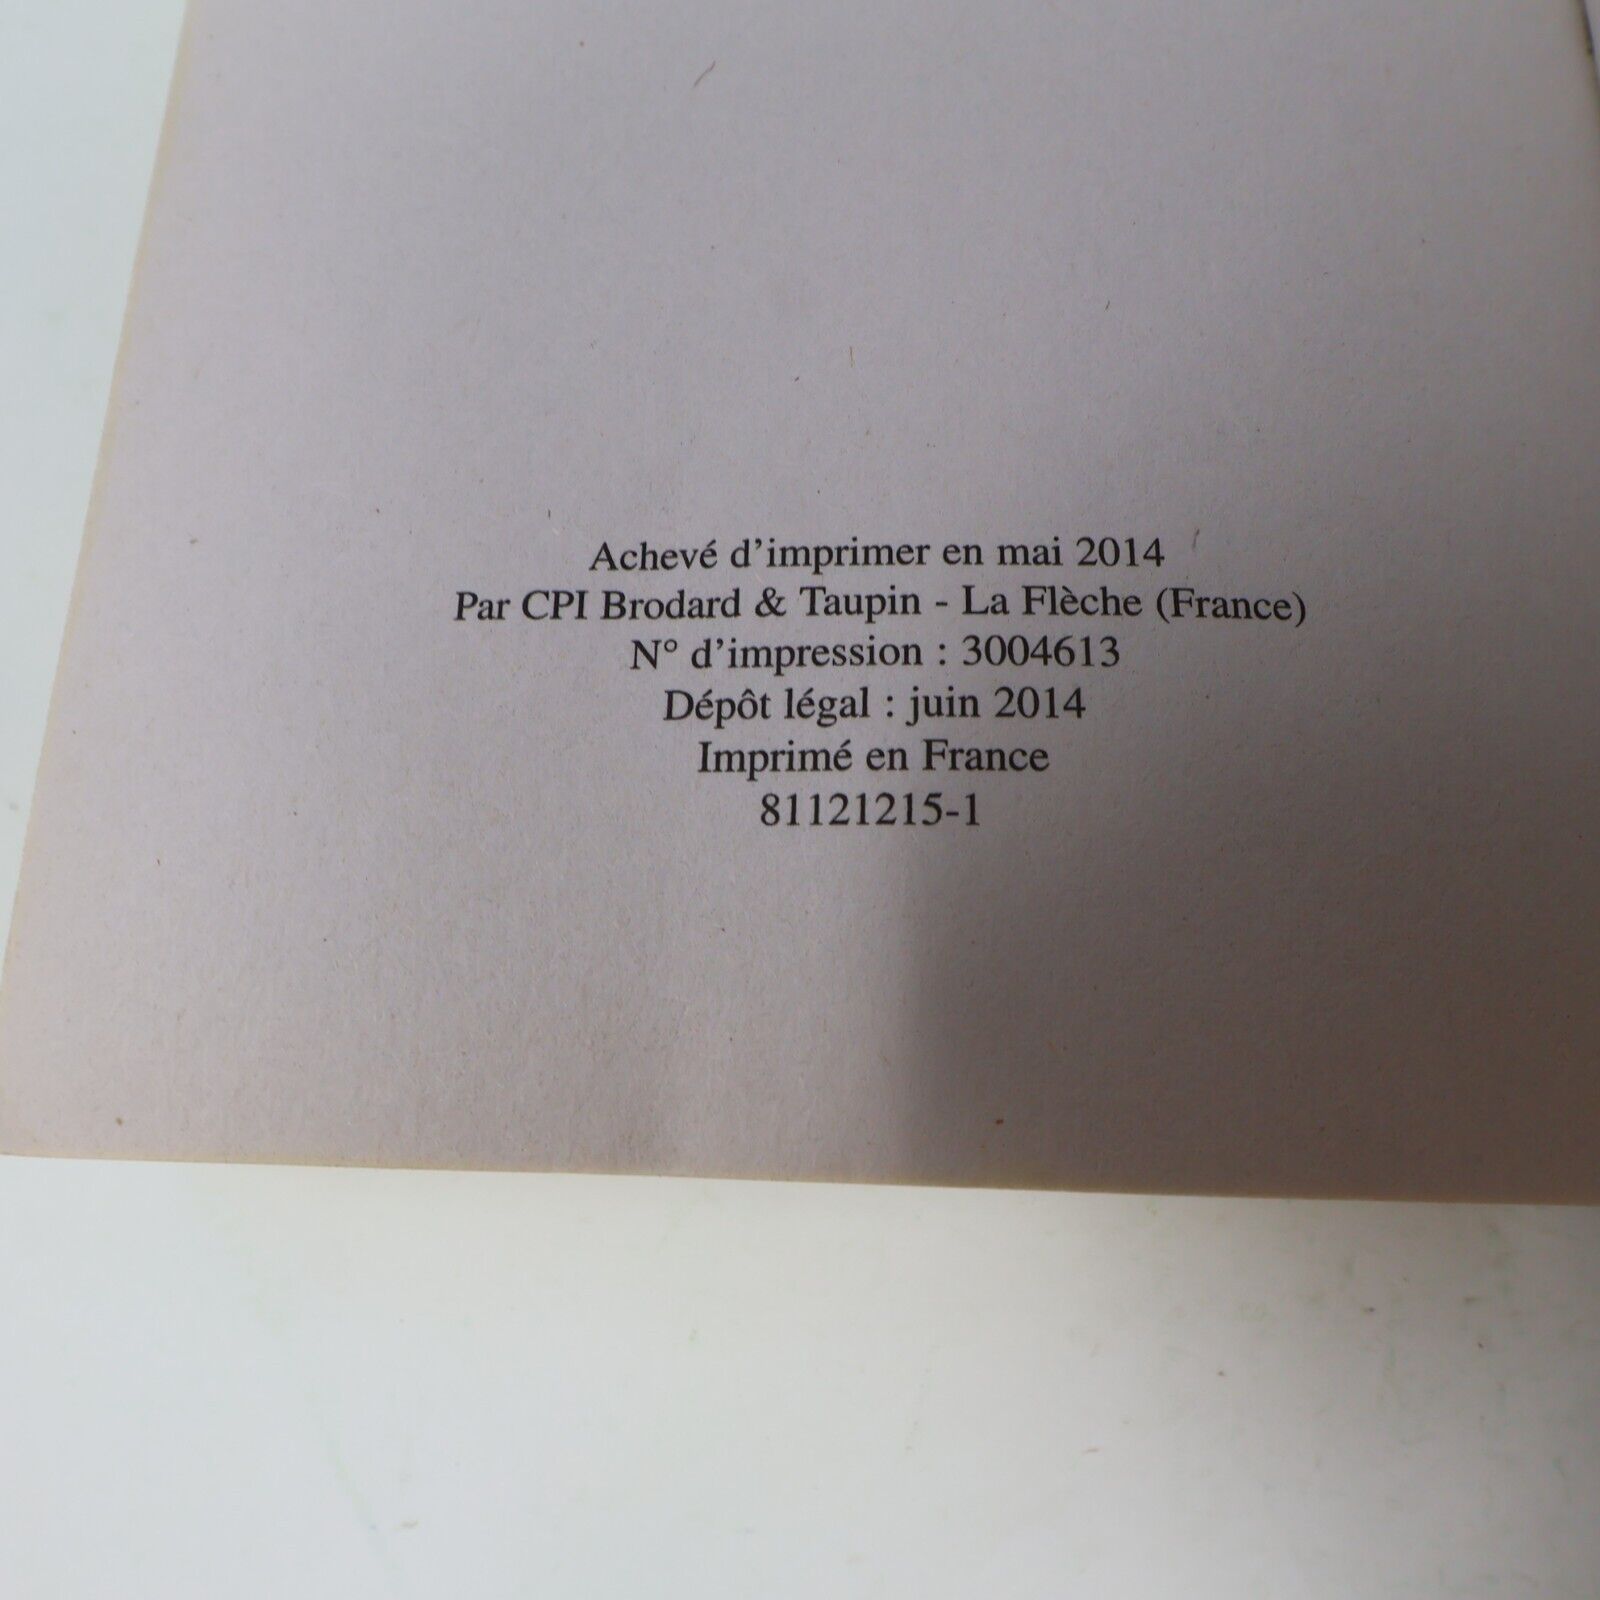 Achevé d'imprimer en mai 2014
Par CPI Brodard & Taupin - La Flèche (France)
N° d'impression : 3004613
Dépôt légal : juin 2014
Imprimé en France
81121215-1